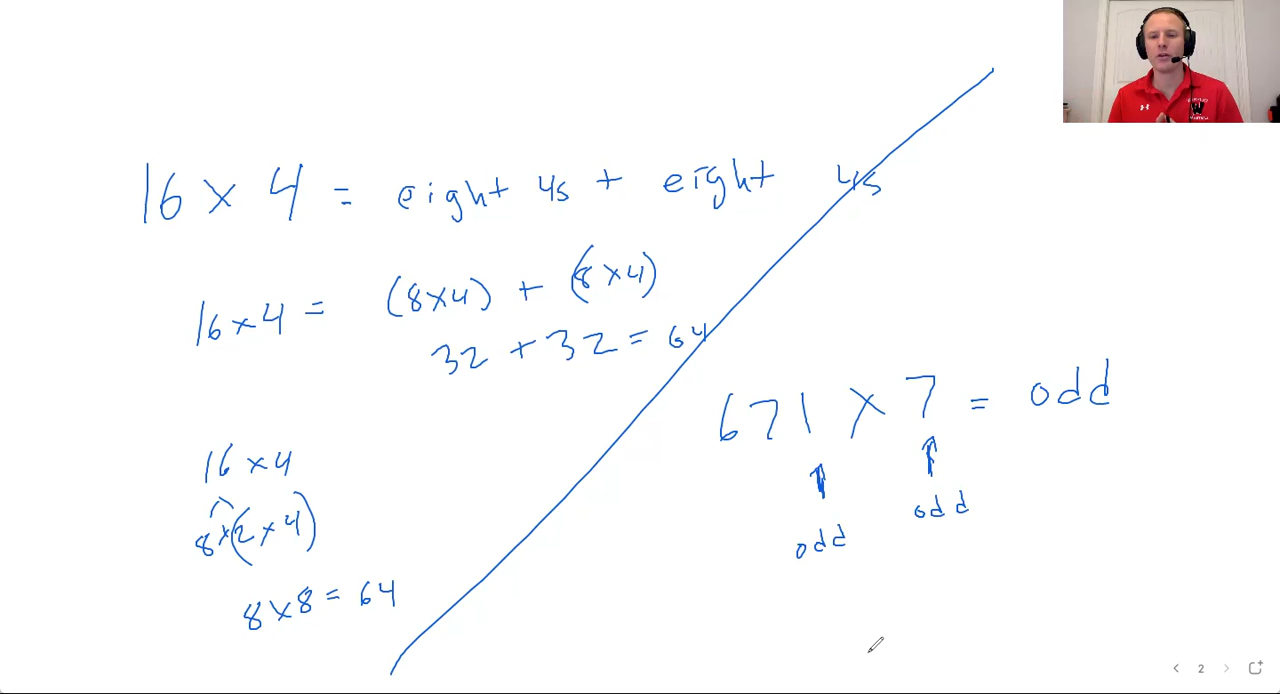 16 × 4 = eight 4s + eight 4s
16 × 4 = (8×4) + (8×4)
32 + 32 = 64
16 × 4
8×(2 × 4)
8 × 8 = 64
671 × 7 = odd
odd
odd
2